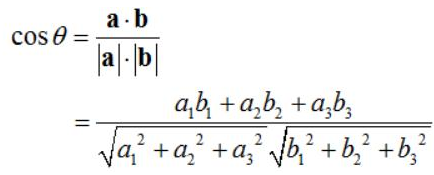 cos θ = a · b / |a| · |b|
= a₁b₁ + a₂b₂ + a₃b₃ / √(a₁² + a₂² + a₃²) √(b₁² + b₂² + b₃²)